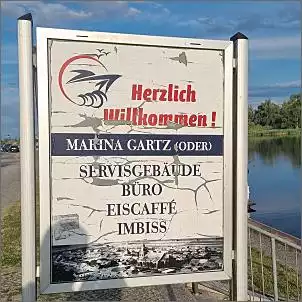 Herzlich
Willkommen !
MARINA GARTZ (ODER)
SERVISGEBÄUDE
BÜRO
EISCAFFÉ
IMBISS